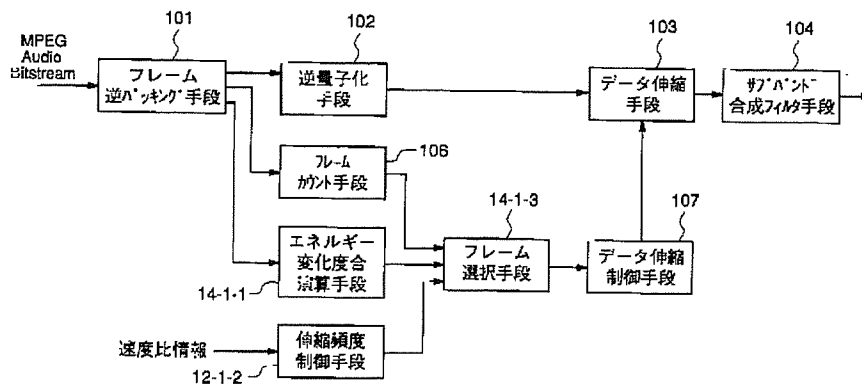 101
102
103
104
MPEG
Audio
Bitstream
フレーム
逆パッキング手段
逆量子化
手段
データ伸縮
手段
サブバンド
合成フィルタ手段
106
フレーム
カウント手段
14-1-3
107
エネルギー
変化度合
演算手段
フレーム
選択手段
データ伸縮
制御手段
14-1-1
速度比情報
伸縮頻度
制御手段
12-1-2